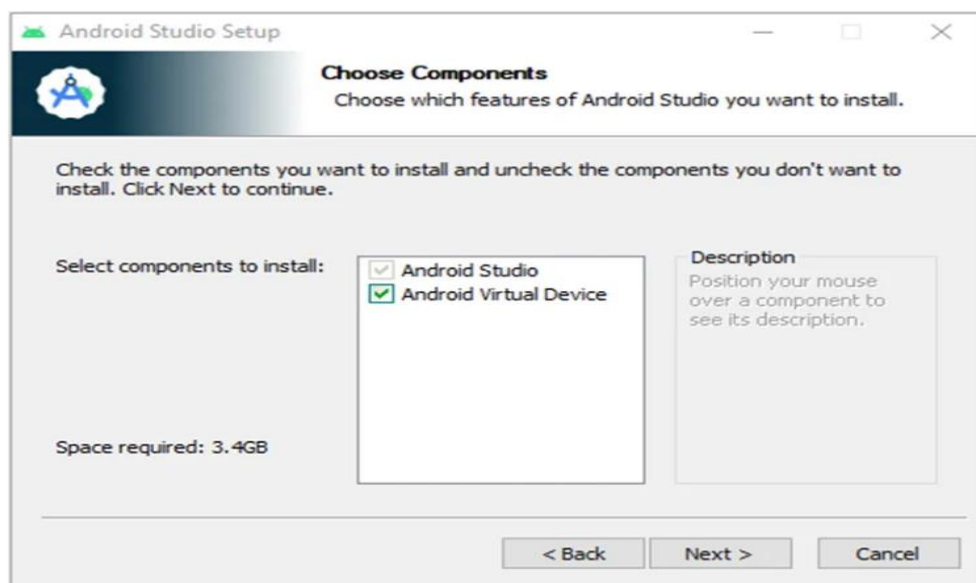 Android Studio Setup
Choose Components
Choose which features of Android Studio you want to install.
Check the components you want to install and uncheck the components you don't want to
install. Click Next to continue.
Select components to install:
Android Studio
Android Virtual Device
Description
Position your mouse
over a component to
see its description.
Space required: 3.4GB
< Back
Next >
Cancel